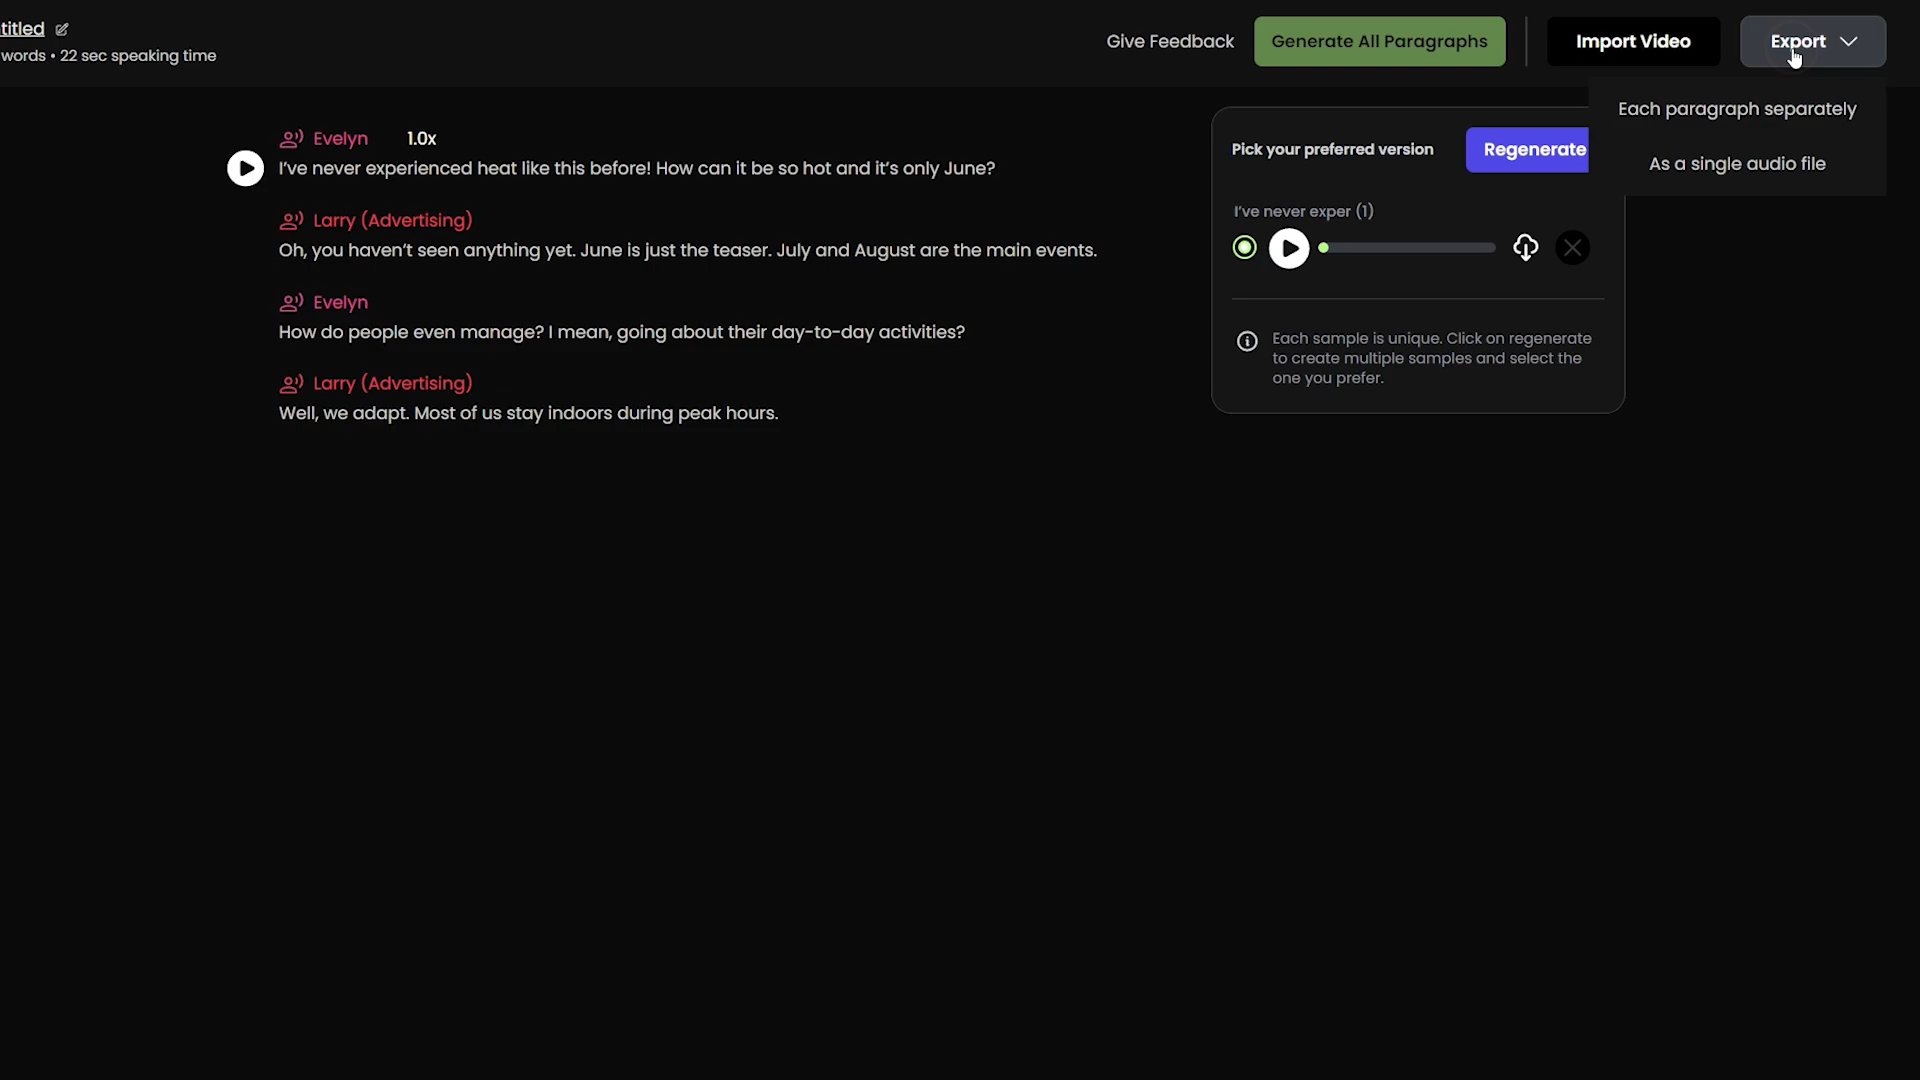 titled
words • 22 sec speaking time
Give Feedback
Generate All Paragraphs
Import Video
Export
Each paragraph separately
As a single audio file
Evelyn 1.0x
I've never experienced heat like this before! How can it be so hot and it's only June?
Larry (Advertising)
Oh, you haven't seen anything yet. June is just the teaser. July and August are the main events.
Evelyn
How do people even manage? I mean, going about their day-to-day activities?
Larry (Advertising)
Well, we adapt. Most of us stay indoors during peak hours.
Pick your preferred version
Regenerate
I've never exper (1)
Each sample is unique. Click on regenerate
to create multiple samples and select the
one you prefer.